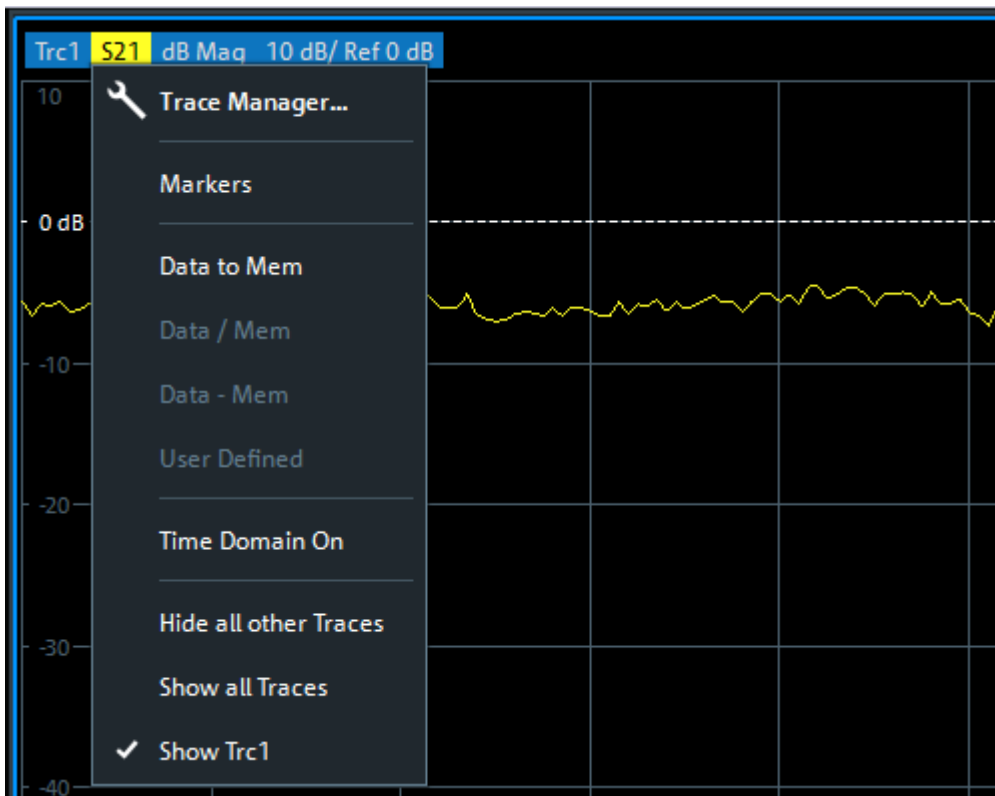 Trc1 S21 dB Mag 10 dB/ Ref 0 dB
10
Trace Manager...
Markers
0 dB
Data to Mem
Data / Mem
-10
Data - Mem
User Defined
-20
Time Domain On
Hide all other Traces
-30
Show all Traces
Show Trc1
-40